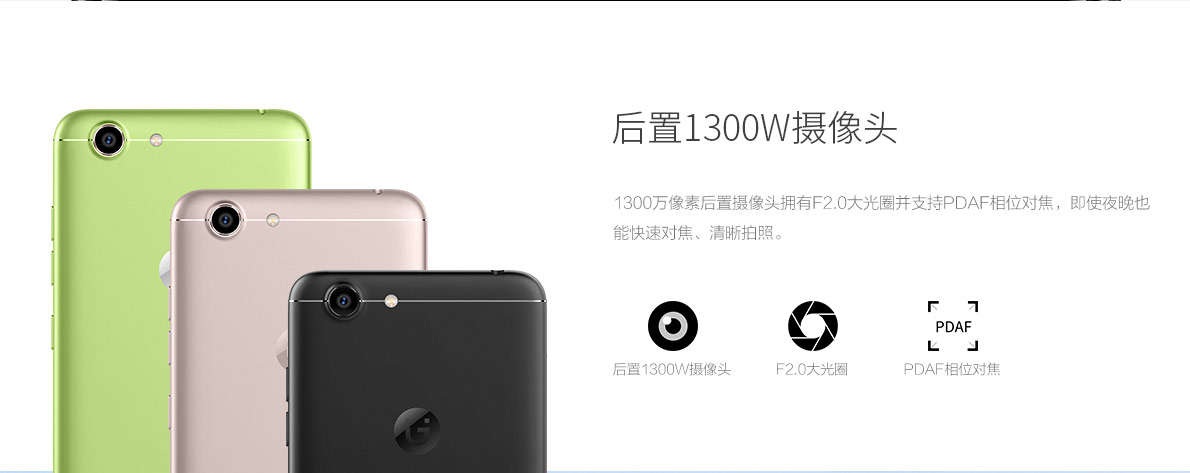 后置1300W摄像头
1300万像素后置摄像头拥有F2.0大光圈并支持PDAF相位对焦，即使夜晚也
能快速对焦、清晰拍照。
PDAF
后置1300W摄像头
F2.0大光圈
PDAF相位对焦